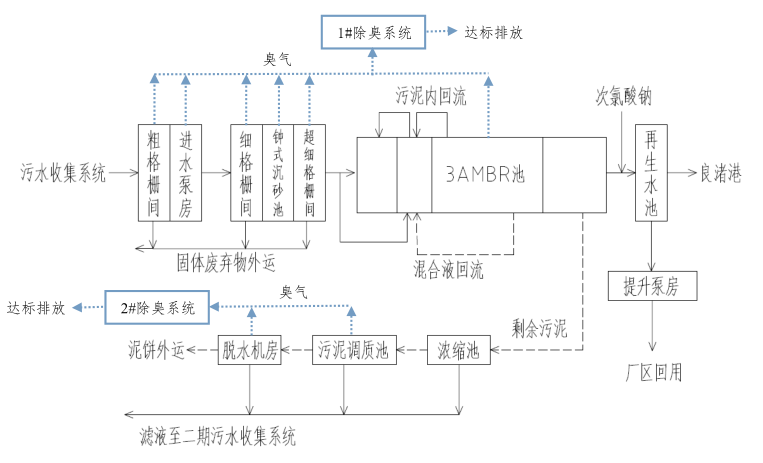 1#除臭系统
达标排放
臭气
污泥内回流
次氯酸钠
污水收集系统
粗格栅间
进水泵房
细格栅间
钟式沉砂池
超细格栅间
3AMBR池
再生水池
良渚港
固体废弃物外运
混合液回流
提升泵房
达标排放
2#除臭系统
臭气
剩余污泥
泥饼外运
脱水机房
污泥调质池
浓缩池
厂区回用
滤液至二期污水收集系统